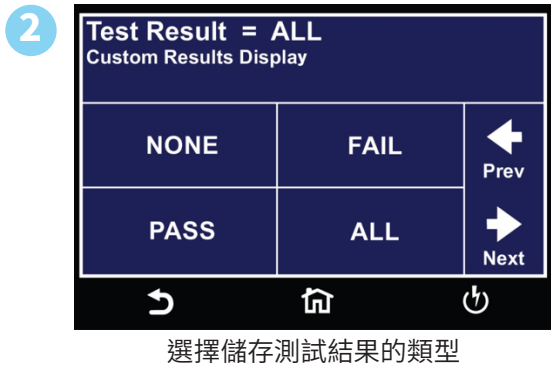 2
Test Result = ALL
Custom Results Display
NONE
FAIL
Prev
PASS
ALL
Next
選擇儲存測試結果的類型